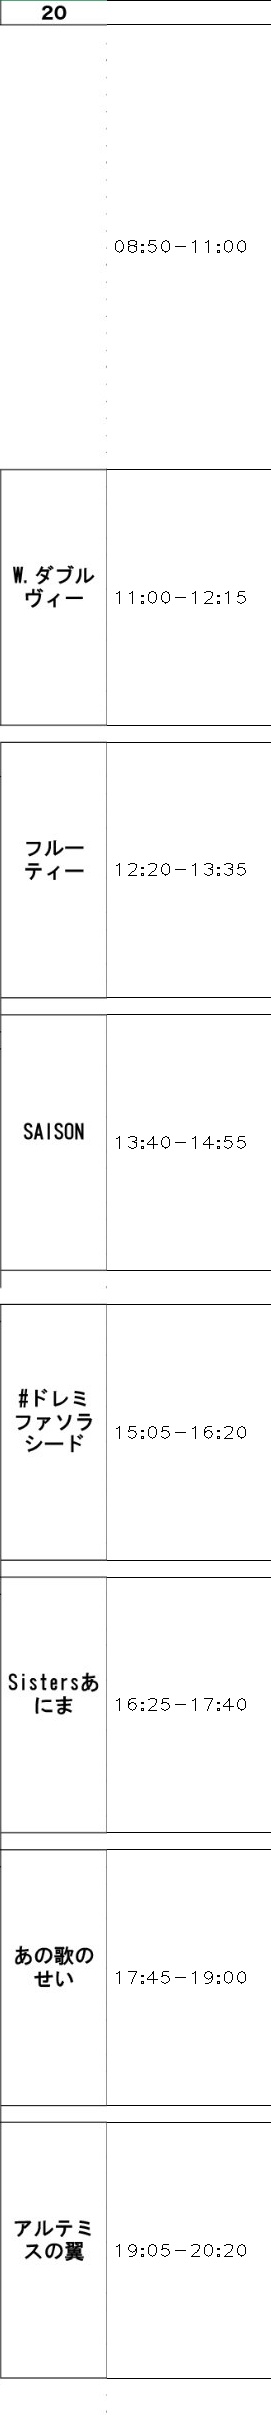 20
08:50-11:00
W.ダブル
ヴィー
11:00-12:15
フルー
ティー
12:20-13:35
SAISON
13:40-14:55
#ドレミ
ファソラ
シード
15:05-16:20
Sistersあ
にま
16:25-17:40
あの歌の
せい
17:45-19:00
アルテミ
スの翼
19:05-20:20